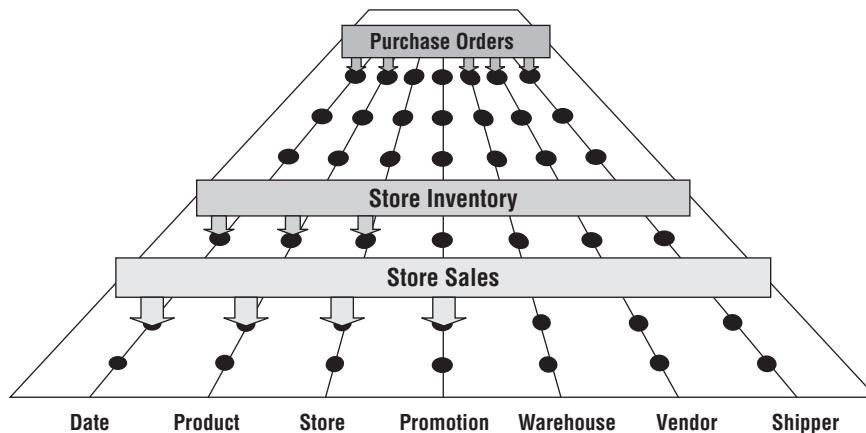 Purchase Orders
Store Inventory
Store Sales
Date Product Store Promotion Warehouse Vendor Shipper